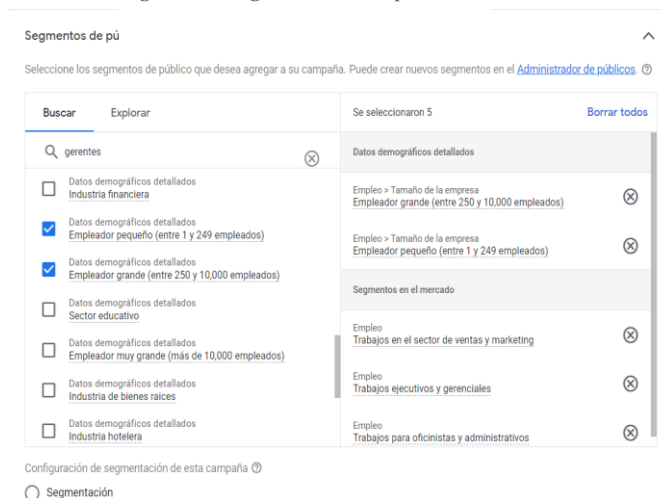 Segmentos de pú
Seleccione los segmentos de público que desea agregar a su campaña. Puede crear nuevos segmentos en el Administrador de públicos.
Buscar Explorar
gerentes
Datos demográficos detallados
Industria financiera
Datos demográficos detallados
Empleador pequeño (entre 1 y 249 empleados)
Datos demográficos detallados
Empleador grande (entre 250 y 10,000 empleados)
Datos demográficos detallados
Sector educativo
Datos demográficos detallados
Empleador muy grande (más de 10,000 empleados)
Datos demográficos detallados
Industria de bienes raíces
Datos demográficos detallados
Industria hotelera
Se seleccionaron 5 Borrar todos
Datos demográficos detallados
Empleo > Tamaño de la empresa
Empleador grande (entre 250 y 10,000 empleados)
Empleo > Tamaño de la empresa
Empleador pequeño (entre 1 y 249 empleados)
Segmentos en el mercado
Empleo
Trabajos en el sector de ventas y marketing
Empleo
Trabajos ejecutivos y gerenciales
Empleo
Trabajos para oficinistas y administrativos
Configuración de segmentación de esta campaña
Segmentación